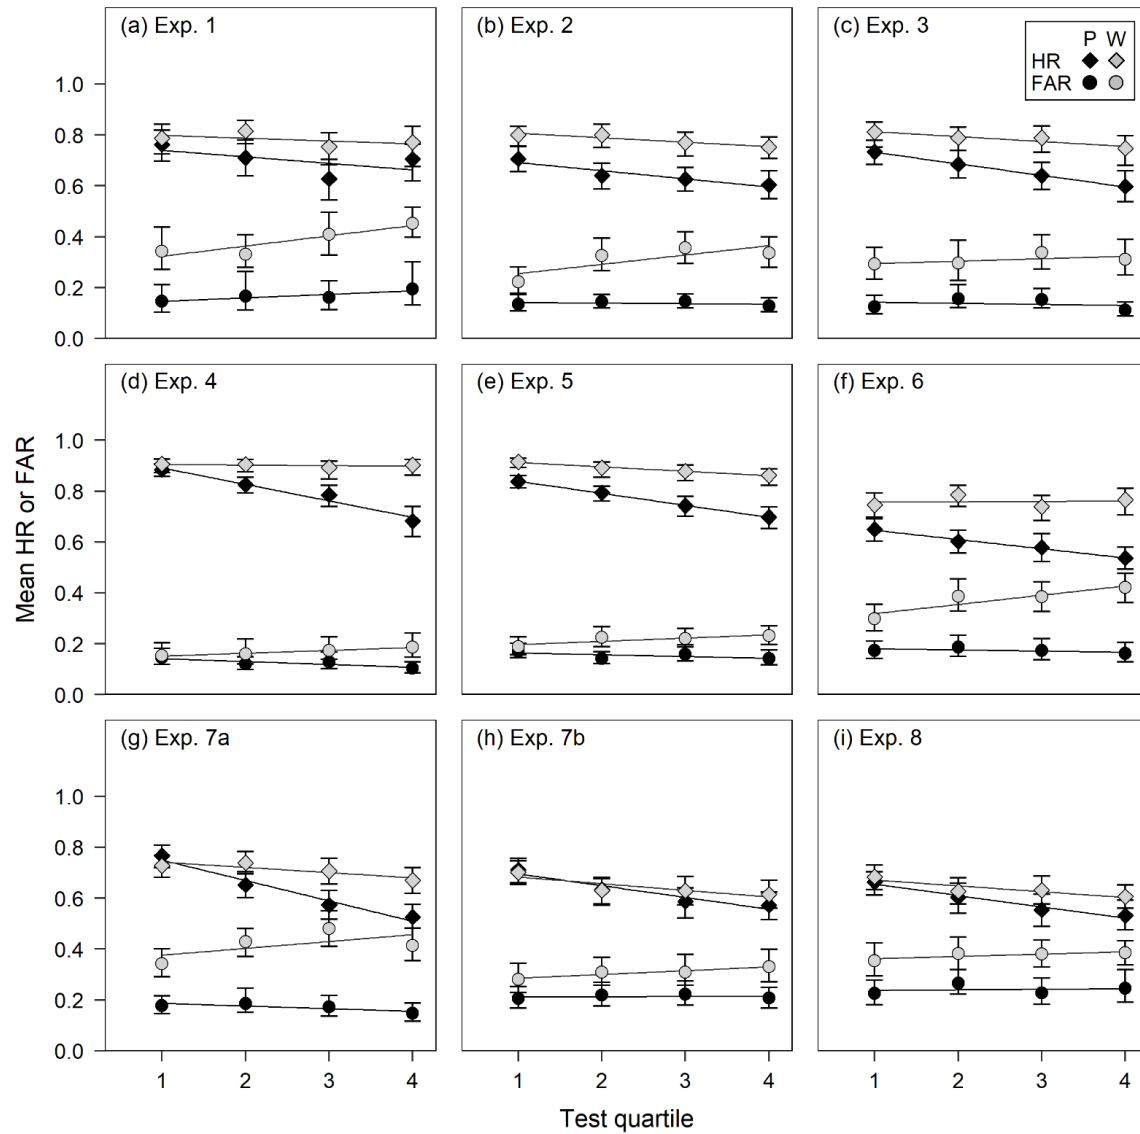 (a) Exp. 1
(b) Exp. 2
(c) Exp. 3
P W
HR
FAR
1.0
0.8
0.6
0.4
0.2
0.0
(d) Exp. 4
(e) Exp. 5
(f) Exp. 6
1.0
0.8
0.6
0.4
0.2
0.0
Mean HR or FAR
(g) Exp. 7a
(h) Exp. 7b
(i) Exp. 8
1.0
0.8
0.6
0.4
0.2
0.0
1 2 3 4
1 2 3 4
1 2 3 4
Test quartile